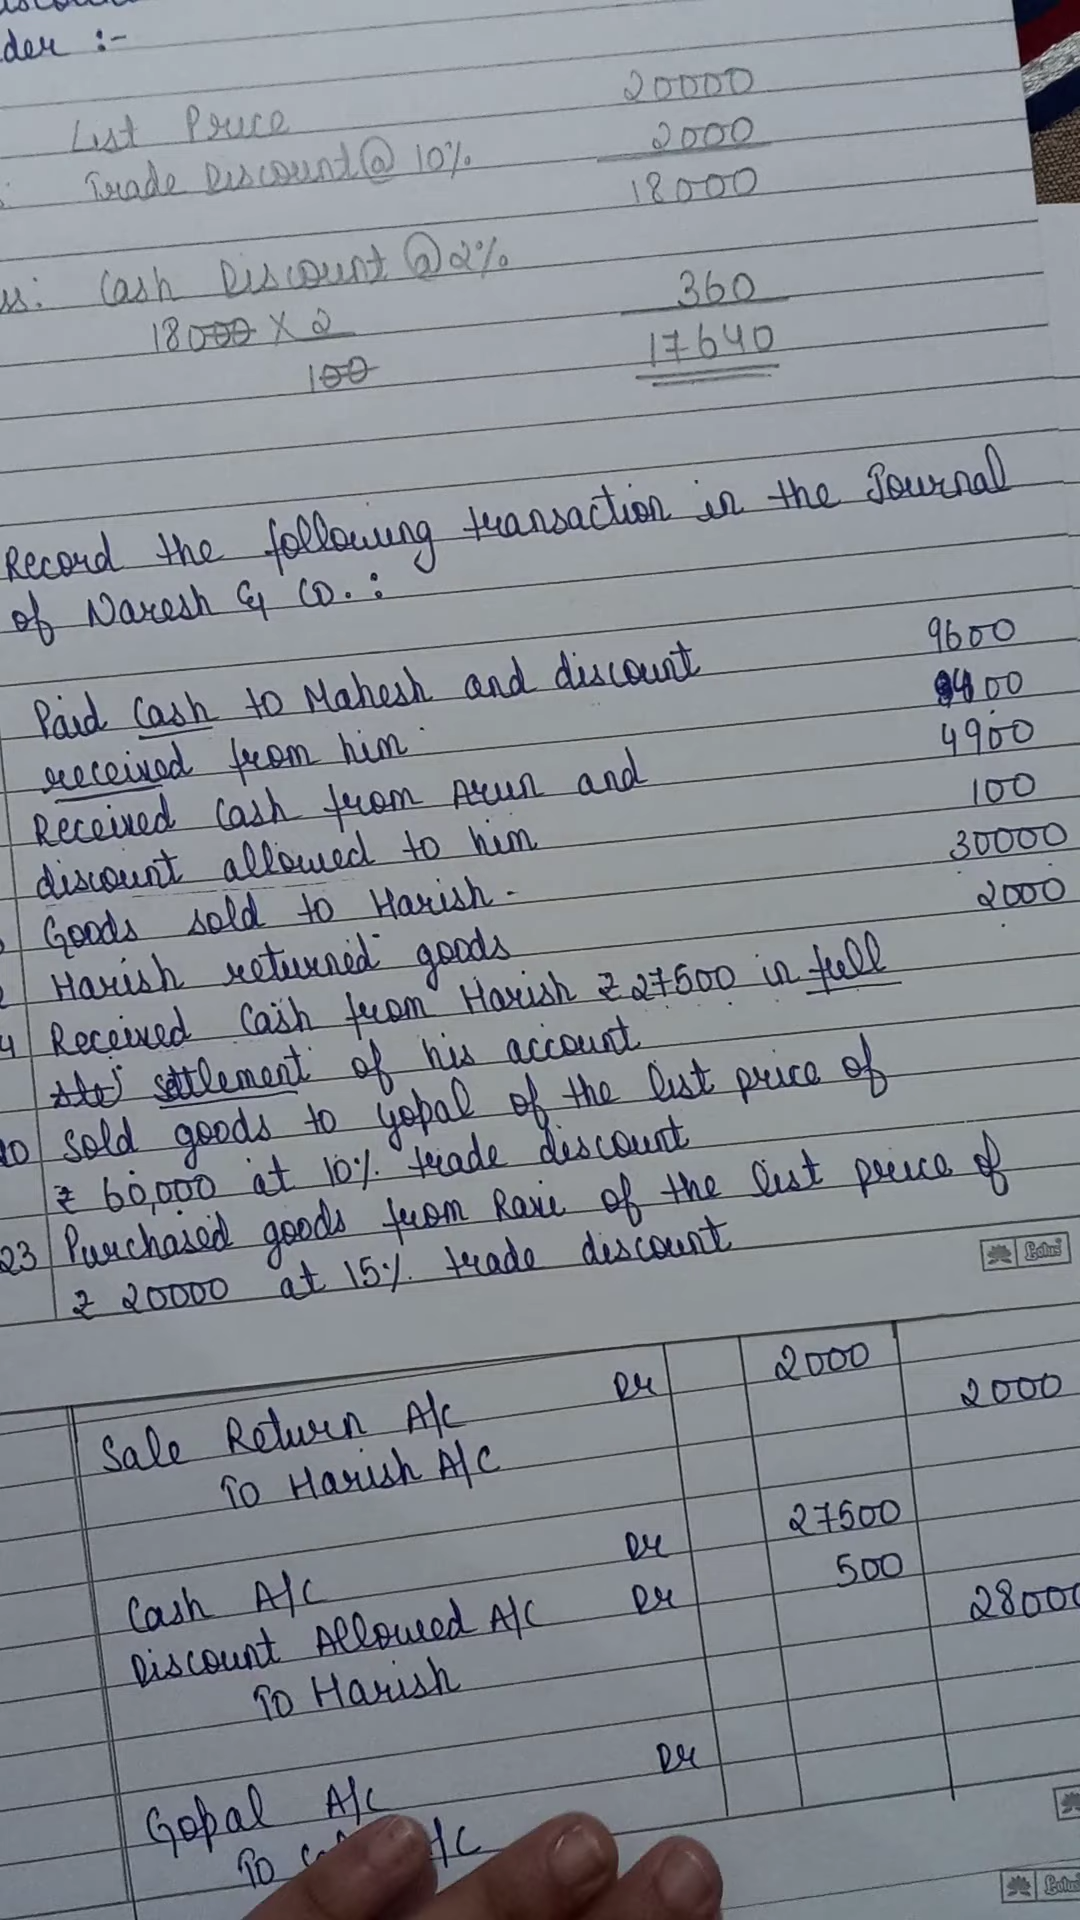 der :-
List Price 20000
Trade Discount @ 10% 2000
18000
ss: Cash Discount @ 2% 360
18000 X 2 17640
100
Record the following transaction in the Journal
of Naresh & CO. :
Paid Cash to Mahesh and discount 9600
received from him 400
Received Cash from Arun and 4900
discount allowed to him 100
Goods sold to Harish. 30000
Harish returned goods 2000
4 Received Cash from Harish ₹ 27500 in full
settlement of his account
10 Sold goods to Gopal of the list price of
₹ 60,000 at 10% trade discount
23 Purchased goods from Ravi of the list price of
₹ 20000 at 15% trade discount
Lotus
Sale Return A/C Dr 2000
To Harish A/C 2000
Cash A/C Dr 27500
Discount Allowed A/C Dr 500
To Harish 28000
Gopal A/C Dr
To A/C
Lotus